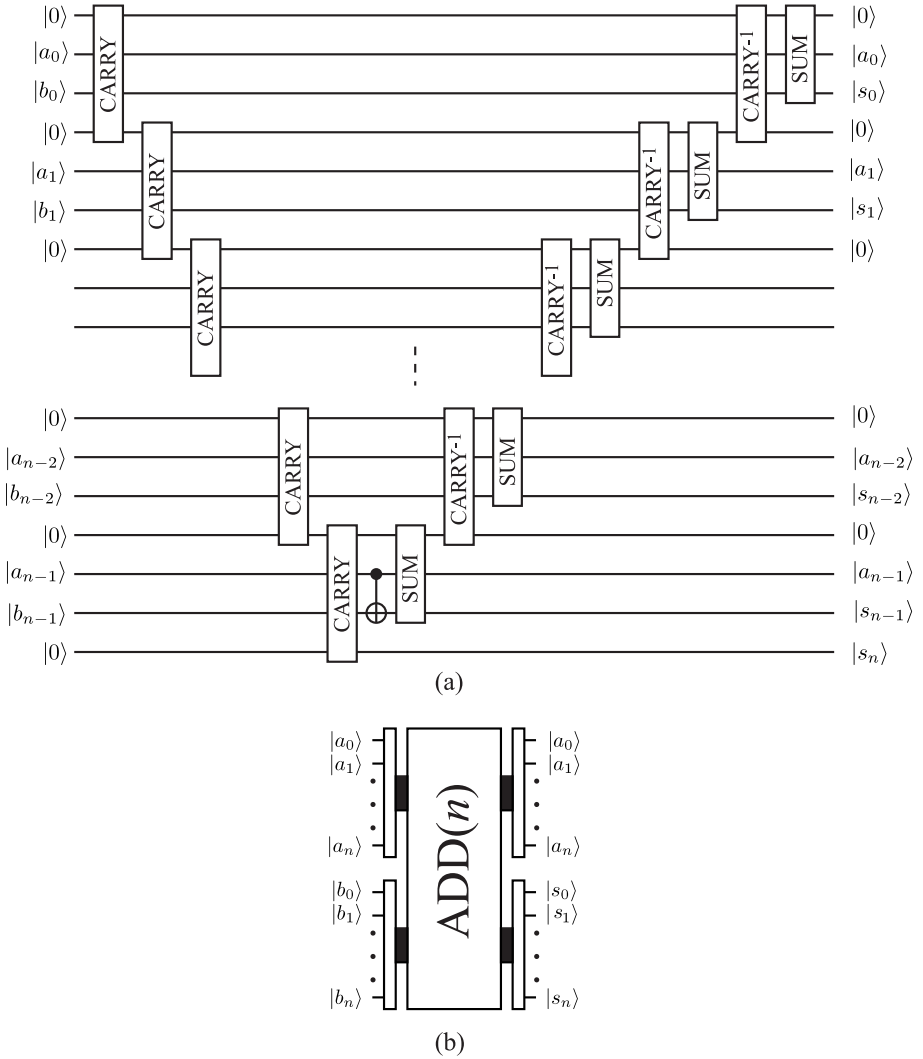 |0⟩ CARRY CARRY⁻¹ SUM |0⟩
|a₀⟩ |a₀⟩
|b₀⟩ |s₀⟩
|0⟩ CARRY CARRY⁻¹ SUM |0⟩
|a₁⟩ |a₁⟩
|b₁⟩ |s₁⟩
|0⟩ CARRY CARRY⁻¹ SUM |0⟩
|0⟩ CARRY CARRY⁻¹ SUM |0⟩
|aₙ₋₂⟩ |aₙ₋₂⟩
|bₙ₋₂⟩ |sₙ₋₂⟩
|0⟩ CARRY SUM |0⟩
|aₙ₋₁⟩ |aₙ₋₁⟩
|bₙ₋₁⟩ |sₙ₋₁⟩
|0⟩ |sₙ⟩
(a)
|a₀⟩ |a₀⟩
|a₁⟩ |a₁⟩
|aₙ⟩ |aₙ⟩
ADD(n)
|b₀⟩ |s₀⟩
|b₁⟩ |s₁⟩
|bₙ⟩ |sₙ⟩
(b)